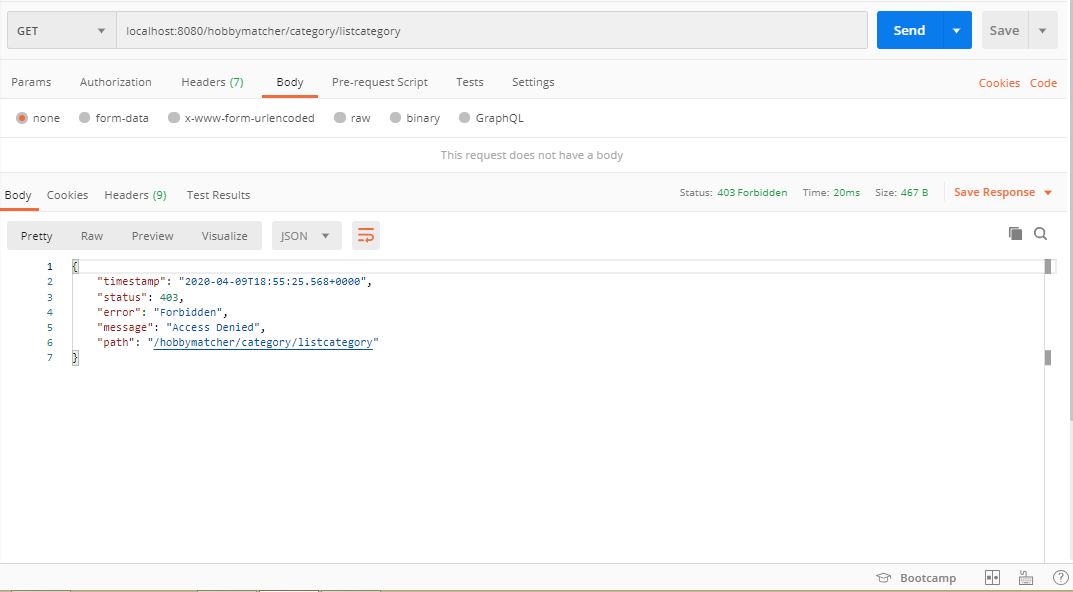 GET localhost:8080/hobbymatcher/category/listcategory Send Save
Params Authorization Headers (7) Body Pre-request Script Tests Settings Cookies Code
none form-data x-www-form-urlencoded raw binary GraphQL
This request does not have a body
Body Cookies Headers (9) Test Results Status: 403 Forbidden Time: 20ms Size: 467 B Save Response
Pretty Raw Preview Visualize JSON
1 {
2 "timestamp": "2020-04-09T18:55:25.568+0000",
3 "status": 403,
4 "error": "Forbidden",
5 "message": "Access Denied",
6 "path": "/hobbymatcher/category/listcategory"
7 }
Bootcamp ?